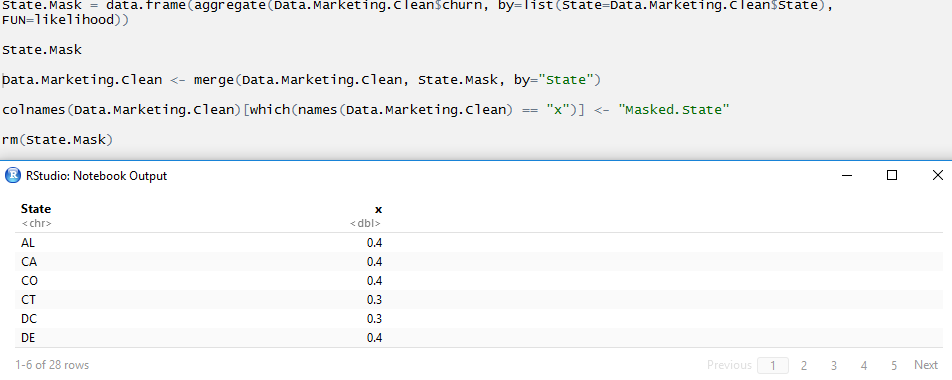 State.Mask = data.frame(aggregate(Data.Marketing.Clean$churn, by=list(State=Data.Marketing.Clean$State),
FUN=likelihood))
State.Mask
Data.Marketing.Clean <- merge(Data.Marketing.Clean, State.Mask, by="State")
colnames(Data.Marketing.Clean)[which(names(Data.Marketing.Clean) == "x")] <- "Masked.State"
rm(State.Mask)
R RStudio: Notebook Output
State x
<chr> <dbl>
AL 0.4
CA 0.4
CO 0.4
CT 0.3
DC 0.3
DE 0.4
1-6 of 28 rows Previous 1 2 3 4 5 Next